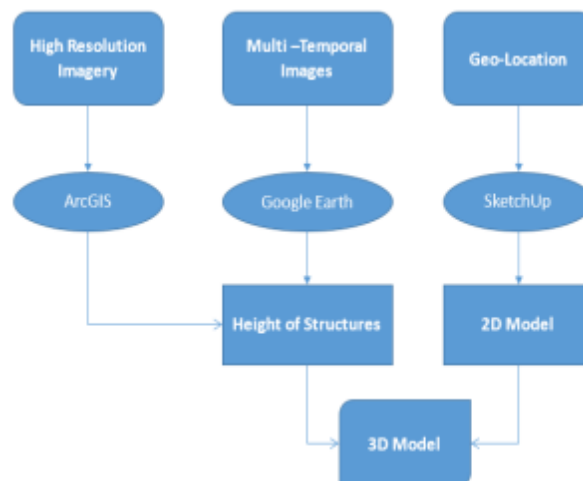 High Resolution
Imagery
Multi –Temporal
Images
Geo-Location
ArcGIS
Google Earth
SketchUp
Height of Structures
2D Model
3D Model